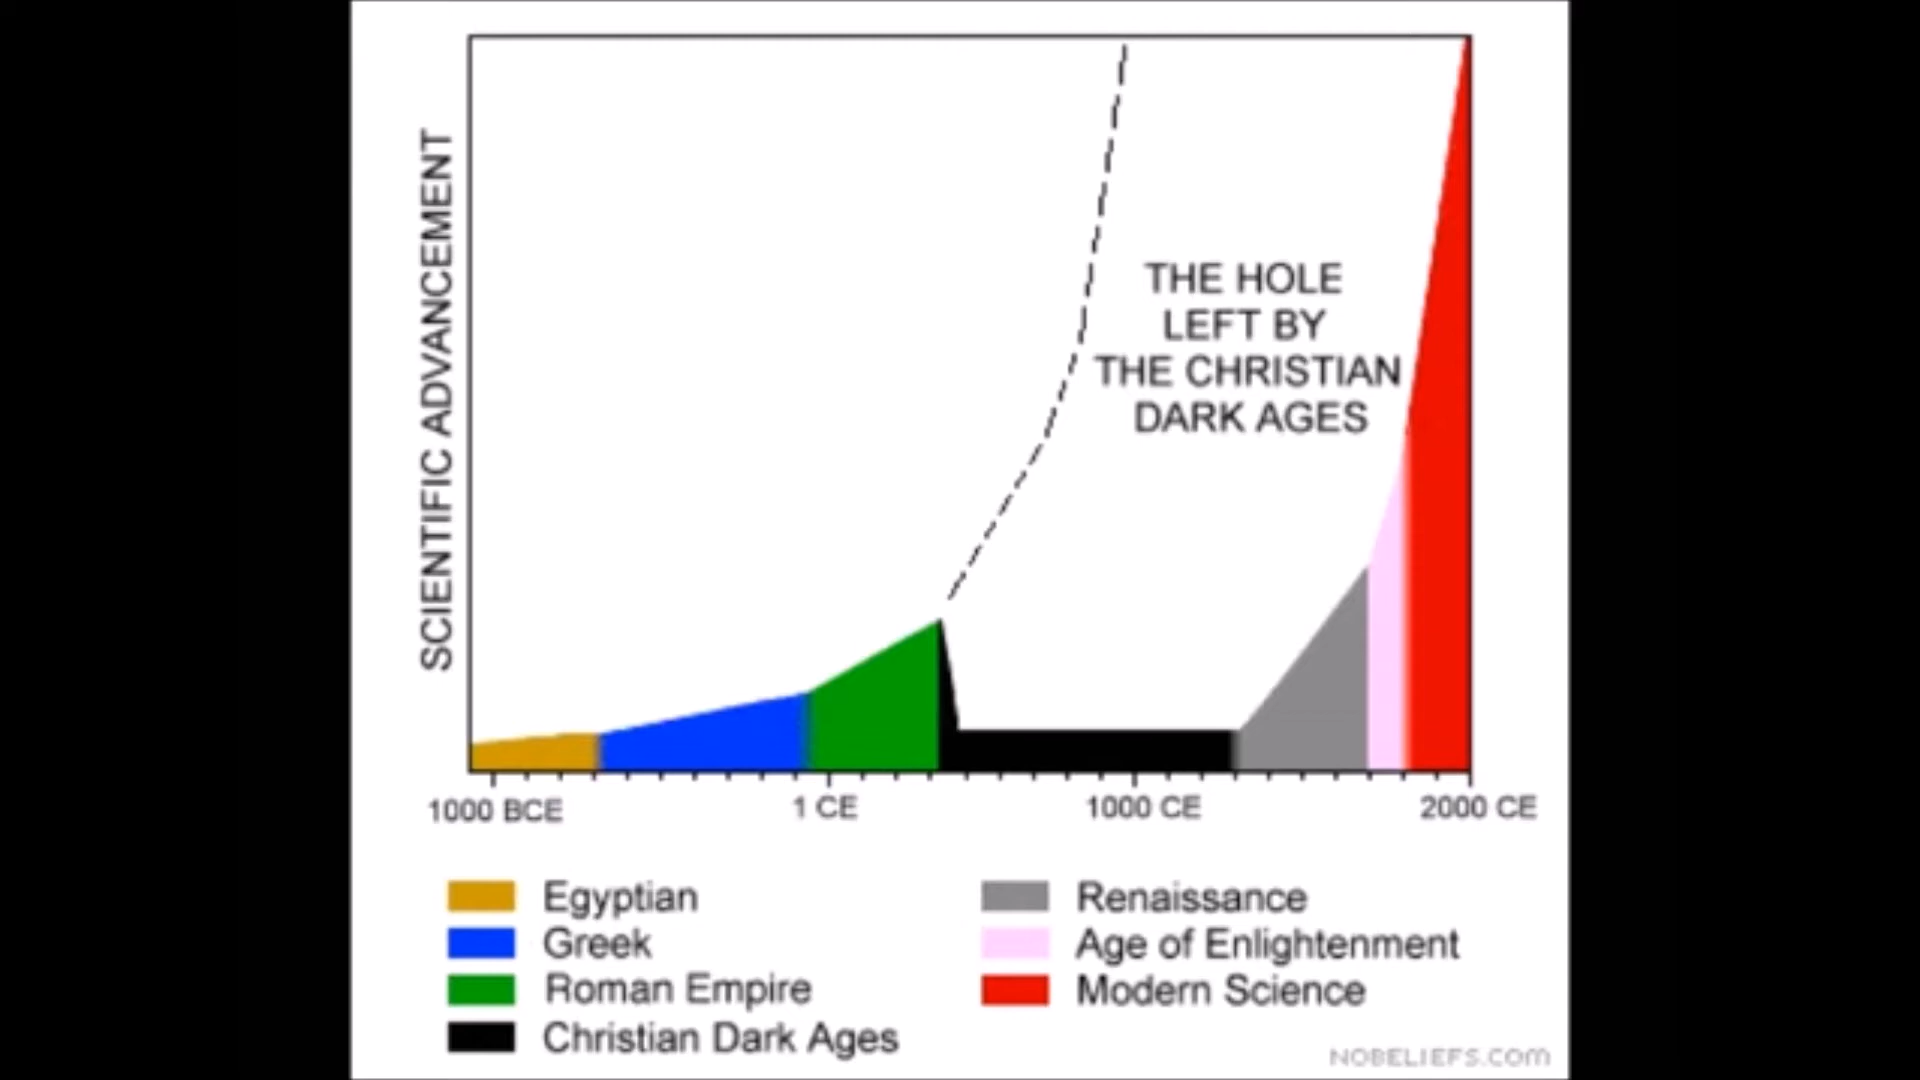 SCIENTIFIC ADVANCEMENT
THE HOLE
LEFT BY
THE CHRISTIAN
DARK AGES
1000 BCE
1 CE
1000 CE
2000 CE
Egyptian
Greek
Roman Empire
Christian Dark Ages
Renaissance
Age of Enlightenment
Modern Science
NOBELIEFS.COM